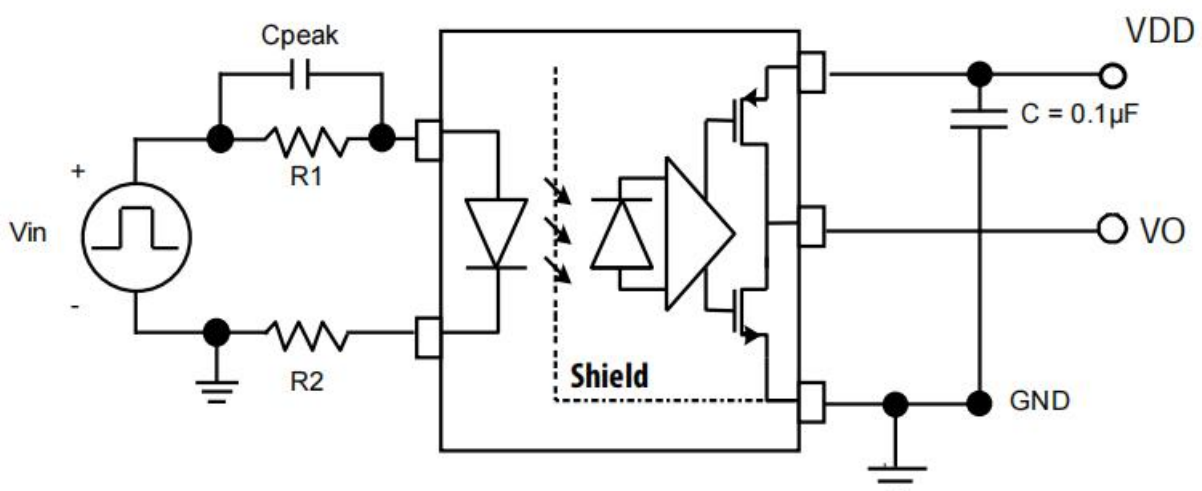 Cpeak
VDD
C = 0.1µF
R1
+
Vin
VO
-
R2
Shield
GND